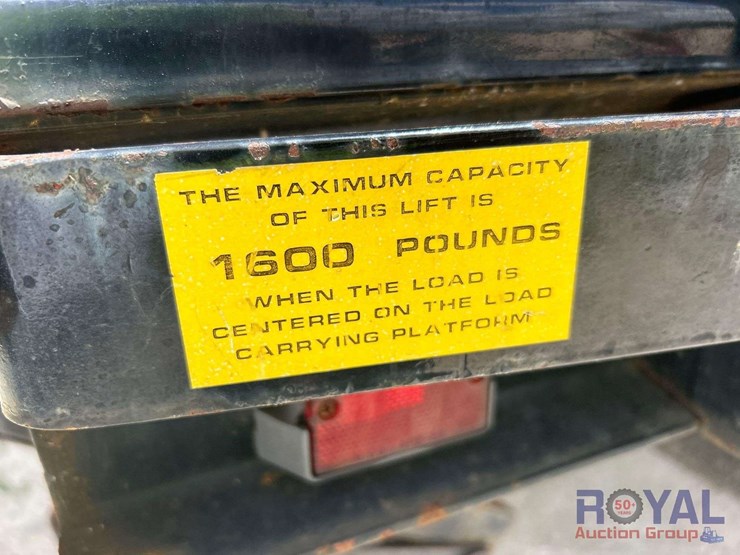 THE MAXIMUM CAPACITY
OF THIS LIFT IS
1600 POUNDS
WHEN THE LOAD IS
CENTERED ON THE LOAD
CARRYING PLATFORM
ROYAL
50+
YEARS
Auction Group